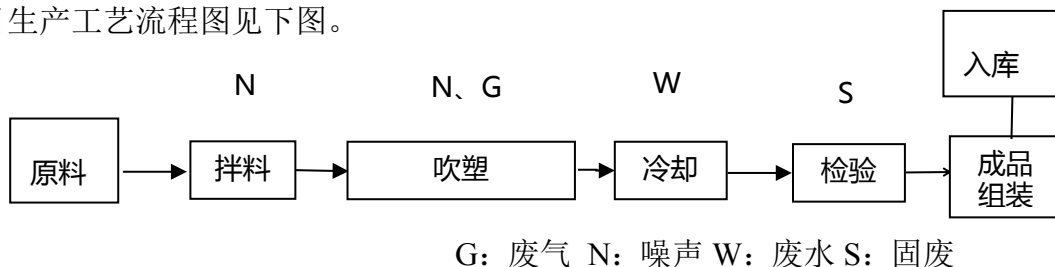 生产工艺流程图见下图。
入库
N N、G W S
原料 拌料 吹塑 冷却 检验 成品
组装
G：废气 N：噪声 W：废水 S：固废